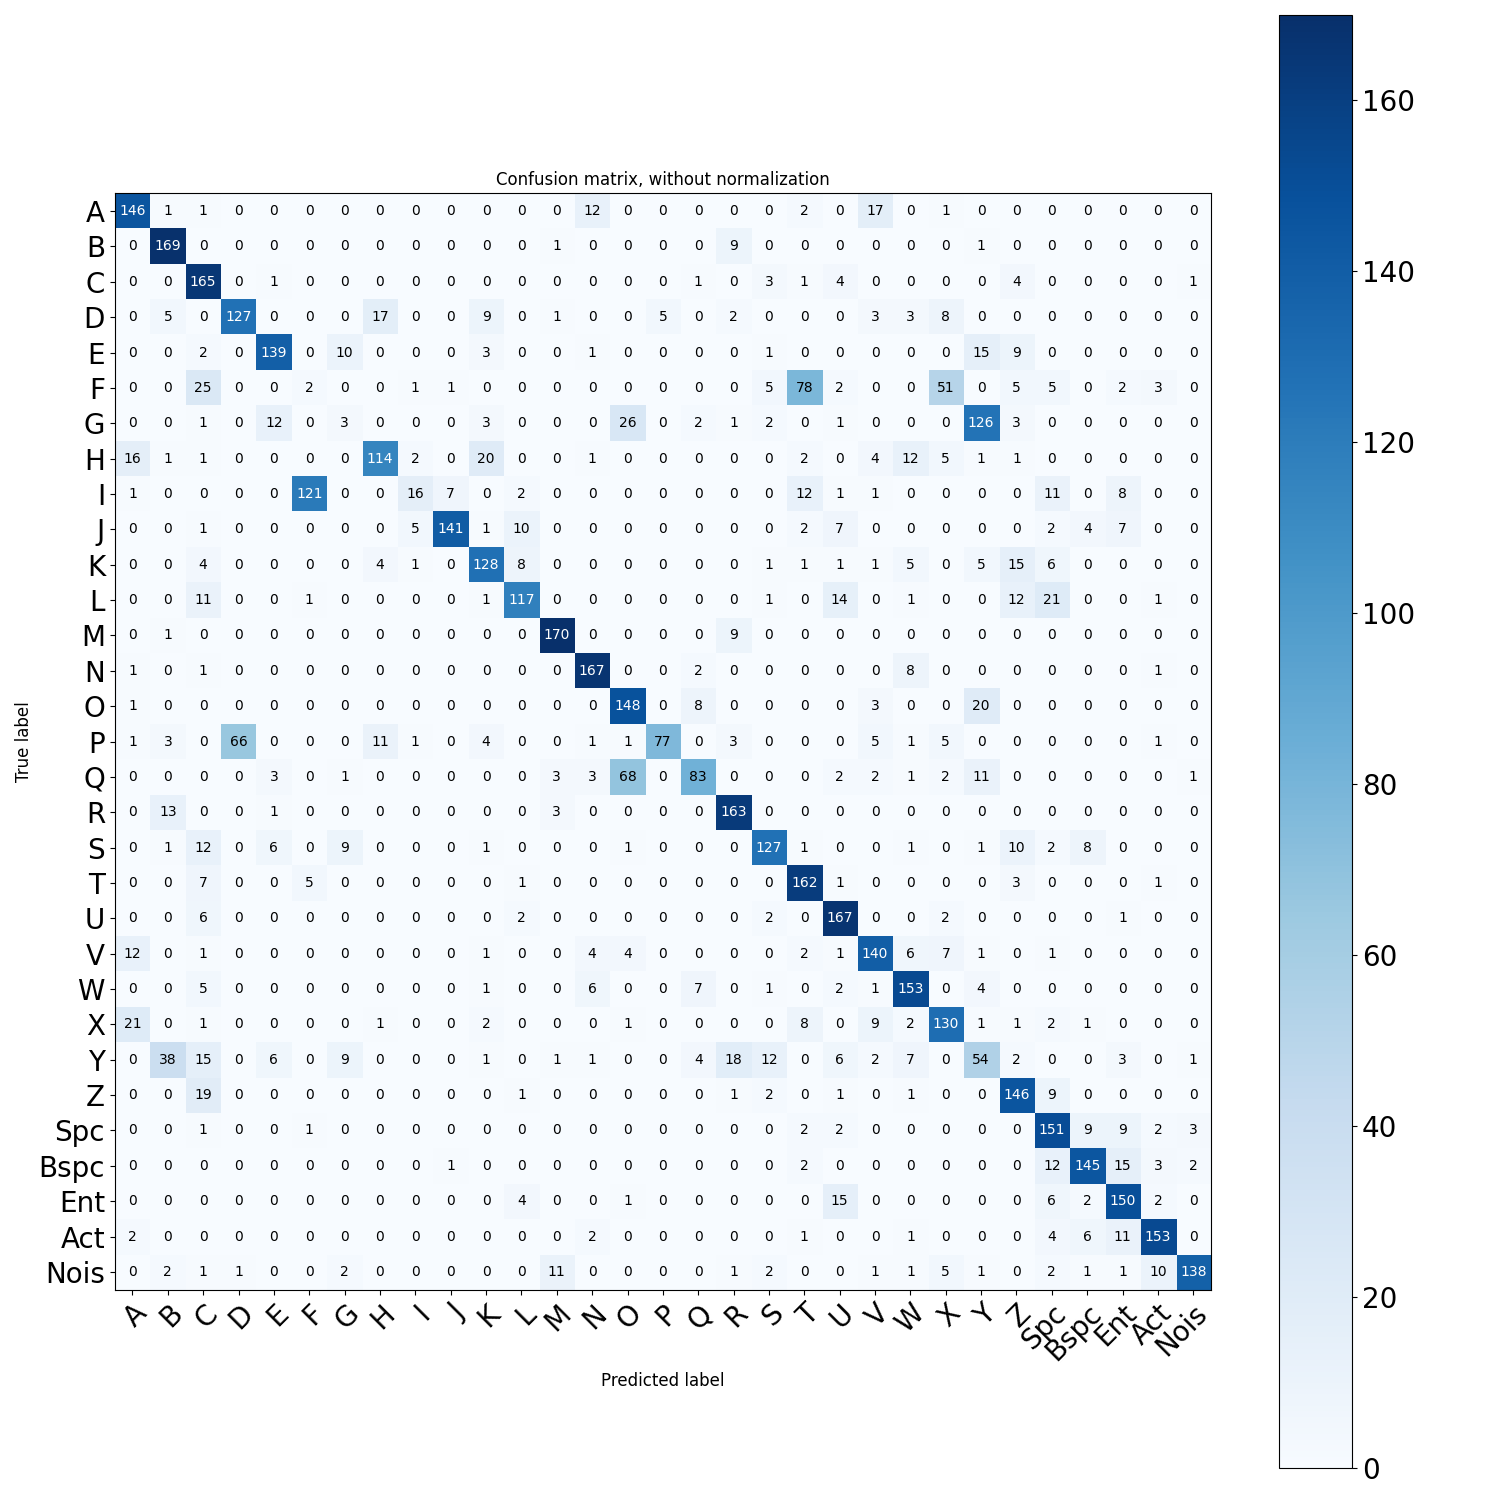 Confusion matrix, without normalization
A 146 1 1 0 0 0 0 0 0 0 0 0 0 12 0 0 0 0 0 2 0 17 0 1 0 0 0 0 0 0 0
B 0 169 0 0 0 0 0 0 0 0 0 0 1 0 0 0 0 9 0 0 0 0 0 0 1 0 0 0 0 0 0
C 0 0 165 0 1 0 0 0 0 0 0 0 0 0 0 0 1 0 3 1 4 0 0 0 0 4 0 0 0 0 1
D 0 5 0 127 0 0 0 17 0 0 9 0 1 0 0 5 0 2 0 0 0 3 3 8 0 0 0 0 0 0 0
E 0 0 2 0 139 0 10 0 0 0 3 0 0 1 0 0 0 0 1 0 0 0 0 0 15 9 0 0 0 0 0
F 0 0 25 0 0 2 0 0 1 1 0 0 0 0 0 0 0 0 5 78 2 0 0 51 0 5 5 0 2 3 0
G 0 0 1 0 12 0 3 0 0 0 3 0 0 0 26 0 2 1 2 0 1 0 0 0 126 3 0 0 0 0 0
H 16 1 1 0 0 0 0 114 2 0 20 0 0 1 0 0 0 0 0 2 0 4 12 5 1 1 0 0 0 0 0
I 1 0 0 0 0 121 0 0 16 7 0 2 0 0 0 0 0 0 0 12 1 1 0 0 0 0 11 0 8 0 0
J 0 0 1 0 0 0 0 0 5 141 1 10 0 0 0 0 0 0 0 2 7 0 0 0 0 0 2 4 7 0 0
K 0 0 4 0 0 0 0 4 1 0 128 8 0 0 0 0 0 0 1 1 1 1 5 0 5 15 6 0 0 0 0
L 0 0 11 0 0 1 0 0 0 0 1 117 0 0 0 0 0 0 1 0 14 0 1 0 0 12 21 0 0 1 0
M 0 1 0 0 0 0 0 0 0 0 0 0 170 0 0 0 0 9 0 0 0 0 0 0 0 0 0 0 0 0 0
N 1 0 1 0 0 0 0 0 0 0 0 0 0 167 0 0 2 0 0 0 0 0 8 0 0 0 0 0 0 1 0
O 1 0 0 0 0 0 0 0 0 0 0 0 0 0 148 0 8 0 0 0 0 3 0 0 20 0 0 0 0 0 0
P 1 3 0 66 0 0 0 11 1 0 4 0 0 1 1 77 0 3 0 0 0 5 1 5 0 0 0 0 0 1 0
Q 0 0 0 0 3 0 1 0 0 0 0 0 3 3 68 0 83 0 0 0 2 2 1 2 11 0 0 0 0 0 1
R 0 13 0 0 1 0 0 0 0 0 0 0 3 0 0 0 0 163 0 0 0 0 0 0 0 0 0 0 0 0 0
S 0 1 12 0 6 0 9 0 0 0 1 0 0 0 1 0 0 0 127 1 0 0 1 0 1 10 2 8 0 0 0
T 0 0 7 0 0 5 0 0 0 0 0 1 0 0 0 0 0 0 0 162 1 0 0 0 0 3 0 0 0 1 0
U 0 0 6 0 0 0 0 0 0 0 0 2 0 0 0 0 0 0 2 0 167 0 0 2 0 0 0 0 1 0 0
V 12 0 1 0 0 0 0 0 0 0 1 0 0 4 4 0 0 0 0 2 1 140 6 7 1 0 1 0 0 0 0
W 0 0 5 0 0 0 0 0 0 0 1 0 0 6 0 0 7 0 1 0 2 1 153 0 4 0 0 0 0 0 0
X 21 0 1 0 0 0 0 1 0 0 2 0 0 0 1 0 0 0 0 8 0 9 2 130 1 1 2 1 0 0 0
Y 0 38 15 0 6 0 9 0 0 0 1 0 1 1 0 0 4 18 12 0 6 2 7 0 54 2 0 0 3 0 1
Z 0 0 19 0 0 0 0 0 0 0 0 1 0 0 0 0 0 1 2 0 1 0 1 0 0 146 9 0 0 0 0
Spc 0 0 1 0 0 1 0 0 0 0 0 0 0 0 0 0 0 0 0 2 2 0 0 0 0 0 151 9 9 2 3
Bspc 0 0 0 0 0 0 0 0 0 1 0 0 0 0 0 0 0 0 0 2 0 0 0 0 0 0 12 145 15 3 2
Ent 0 0 0 0 0 0 0 0 0 0 0 4 0 0 1 0 0 0 0 0 15 0 0 0 0 0 6 2 150 2 0
Act 2 0 0 0 0 0 0 0 0 0 0 0 0 2 0 0 0 0 0 1 0 0 1 0 0 0 4 6 11 153 0
Nois 0 2 1 1 0 0 2 0 0 0 0 0 11 0 0 0 0 1 2 0 0 1 1 5 1 0 2 1 1 10 138
A B C D E F G H I J K L M N O P Q R S T U V W X Y Z Spc Bspc Ent Act Nois
Predicted label
True label
160
140
120
100
80
60
40
20
0